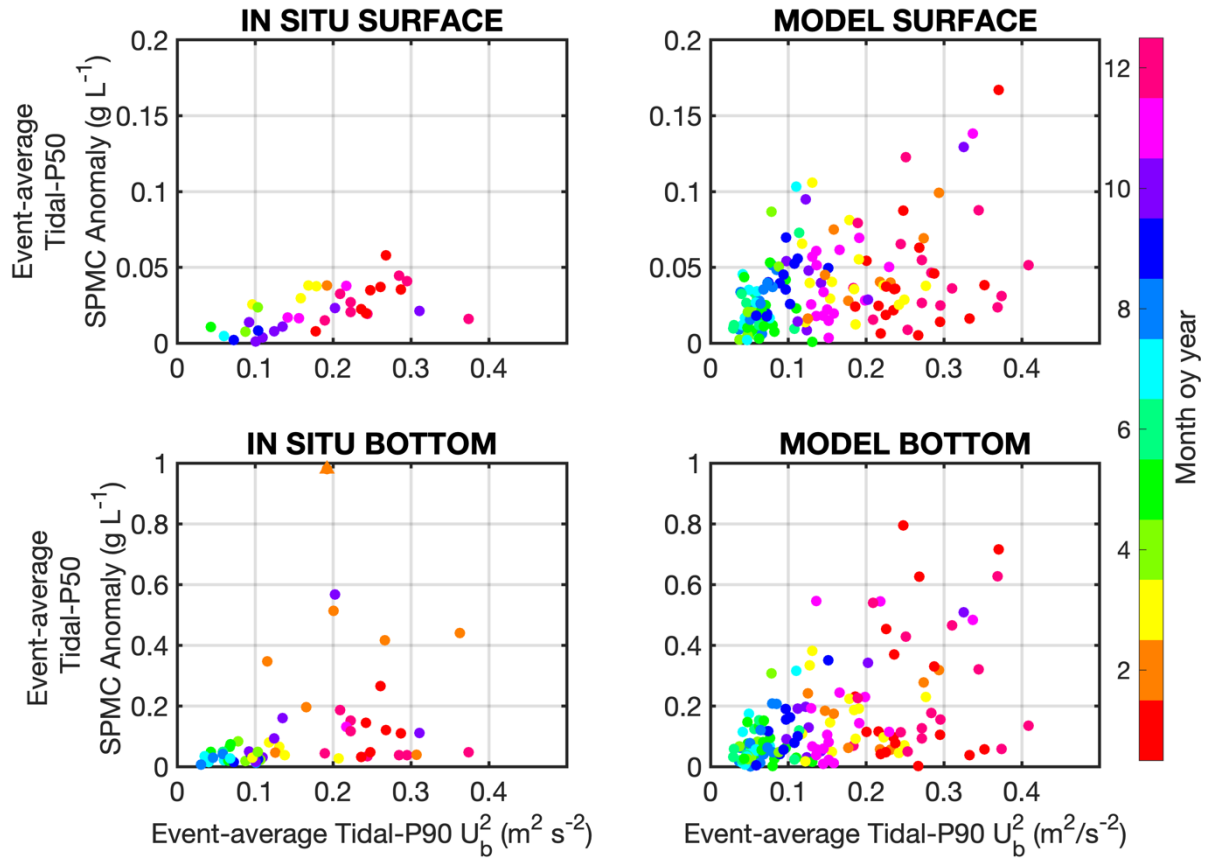 IN SITU SURFACE
MODEL SURFACE
Event-average
Tidal-P50
SPMC Anomaly (g L⁻¹)
0.2
0.15
0.1
0.05
0
0 0.1 0.2 0.3 0.4
0.2
0.15
0.1
0.05
0
0 0.1 0.2 0.3 0.4
IN SITU BOTTOM
MODEL BOTTOM
Event-average
Tidal-P50
SPMC Anomaly (g L⁻¹)
1
0.8
0.6
0.4
0.2
0
0 0.1 0.2 0.3 0.4
Event-average Tidal-P90 U_b² (m² s⁻²)
1
0.8
0.6
0.4
0.2
0
0 0.1 0.2 0.3 0.4
Event-average Tidal-P90 U_b² (m²/s⁻²)
12
10
8
6
4
2
Month oy year